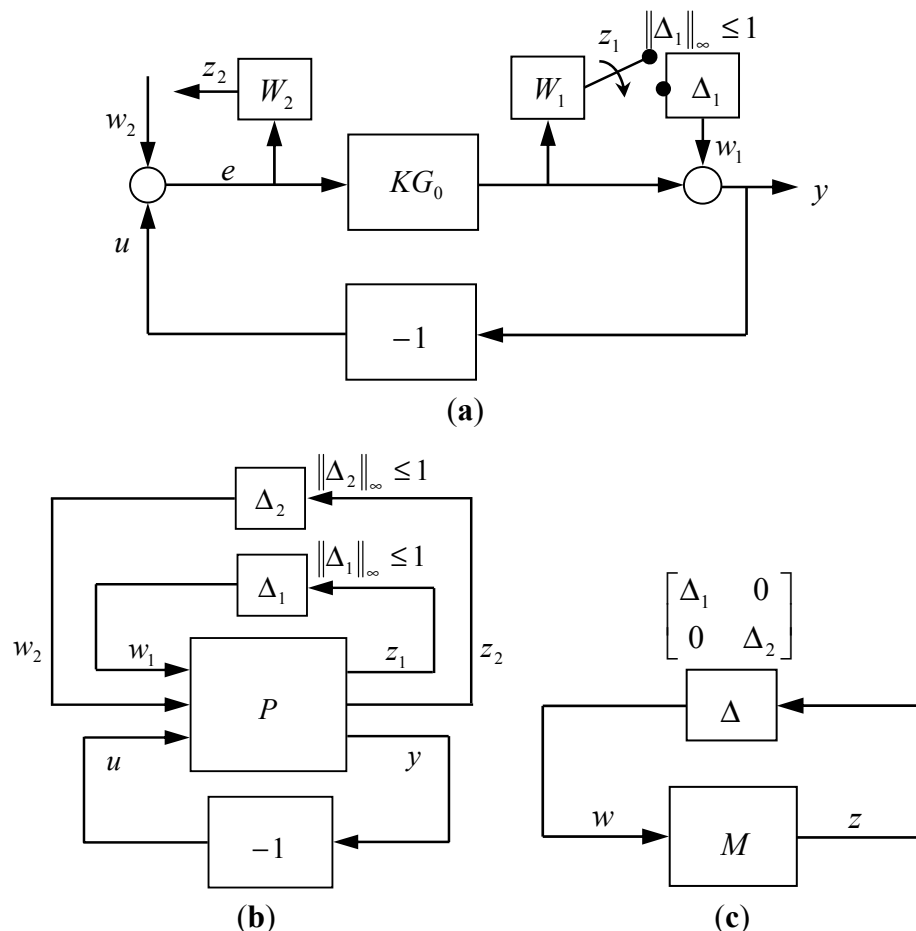 ‖Δ₁‖∞ ≤ 1
z₁
z₂
W₂
W₁
Δ₁
w₂
w₁
e
KG₀
y
u
−1
(a)
Δ₂
‖Δ₂‖∞ ≤ 1
Δ₁
‖Δ₁‖∞ ≤ 1
w₂
w₁
z₁
z₂
P
u
y
−1
(b)
[Δ₁ 0
0 Δ₂]
Δ
w
M
z
(c)